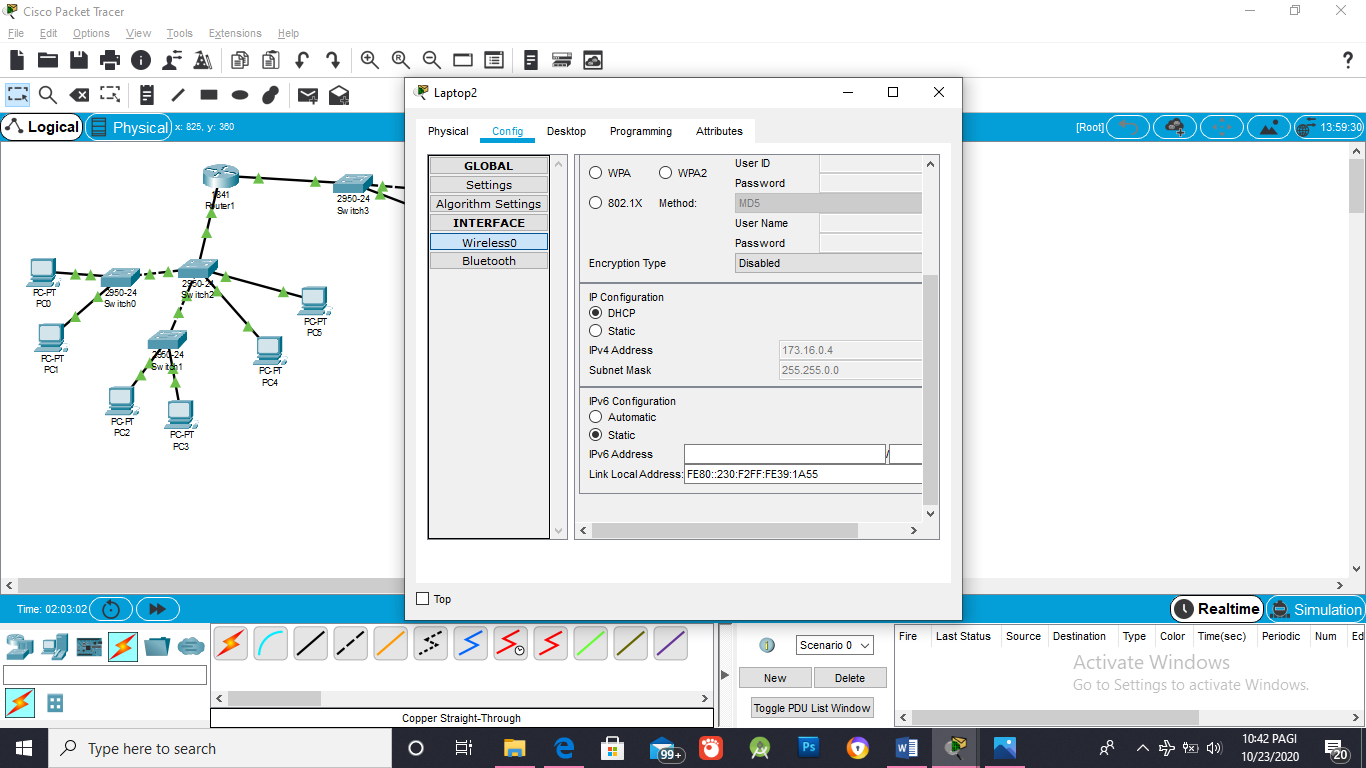 Cisco Packet Tracer
File Edit Options View Tools Extensions Help
Logical
Physical
x: 825, y: 360
[Root]
13:59:30
1841
Router1
2950-24
Switch3
PC-PT
PC0
2950-24
Switch0
2950-24
Switch2
PC-PT
PC5
PC-PT
PC1
2950-24
Switch1
PC-PT
PC4
PC-PT
PC2
PC-PT
PC3
Laptop2
Physical Config Desktop Programming Attributes
GLOBAL
Settings
Algorithm Settings
INTERFACE
Wireless0
Bluetooth
WPA WPA2
User ID
Password
802.1X Method: MD5
User Name
Password
Encryption Type Disabled
IP Configuration
DHCP
Static
IPv4 Address 173.16.0.4
Subnet Mask 255.255.0.0
IPv6 Configuration
Automatic
Static
IPv6 Address /
Link Local Address: FE80::230:F2FF:FE39:1A55
Top
Time: 02:03:02
Realtime
Simulation
Scenario 0
New Delete
Toggle PDU List Window
Fire Last Status Source Destination Type Color Time(sec) Periodic Num Ed
Activate Windows
Go to Settings to activate Windows.
Copper Straight-Through
Type here to search
99+
Ps
W
10:42 PAGI
10/23/2020
20